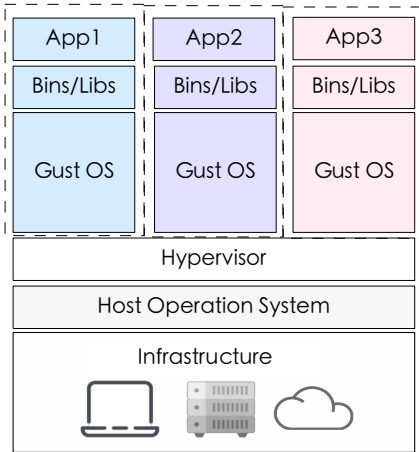 App1 App2 App3
Bins/Libs Bins/Libs Bins/Libs
Gust OS Gust OS Gust OS
Hypervisor
Host Operation System
Infrastructure